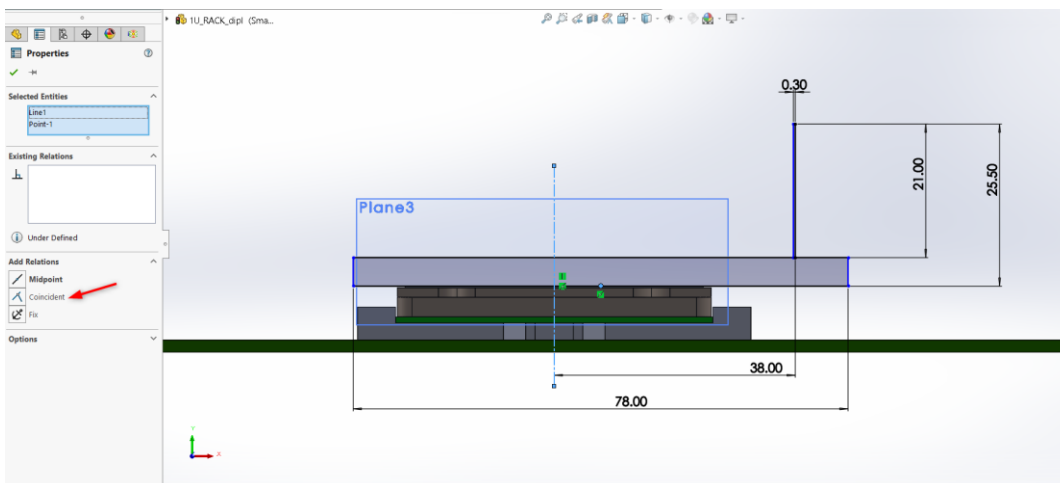 1U_RACK_dipl (Sma...
Properties
Selected Entities
Line1
Point-1
Existing Relations
Under Defined
Add Relations
Midpoint
Coincident
Fix
Options
Plane3
0.30
21.00
25.50
38.00
78.00
Y
X